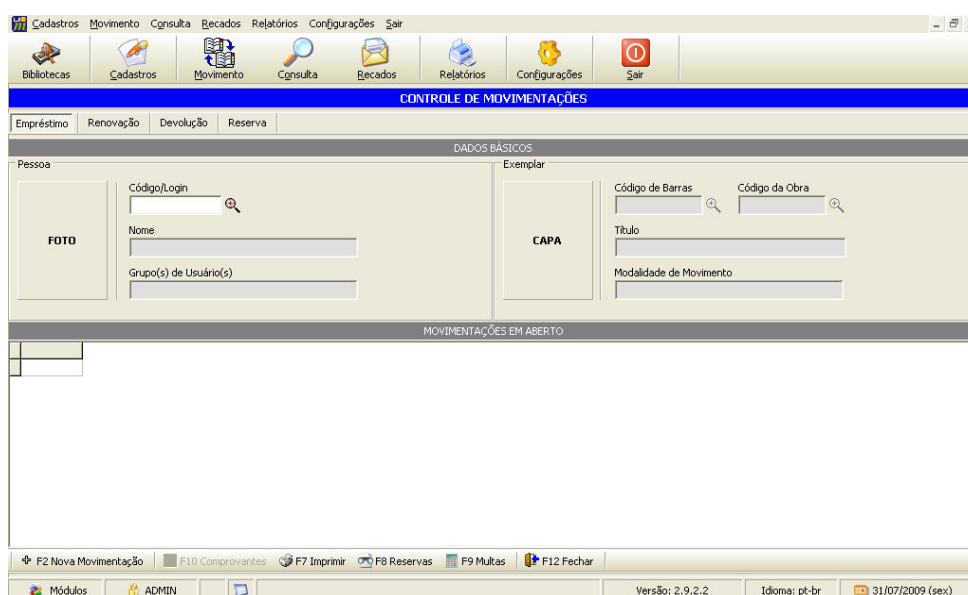 Cadastros Movimento Consulta Recados Relatórios Configurações Sair
Bibliotecas Cadastros Movimento Consulta Recados Relatórios Configurações Sair
CONTROLE DE MOVIMENTAÇÕES
Empréstimo Renovação Devolução Reserva
DADOS BÁSICOS
Pessoa Exemplar
Código/Login Código de Barras Código da Obra
FOTO Nome CAPA Título
Grupo(s) de Usuário(s) Modalidade de Movimento
MOVIMENTAÇÕES EM ABERTO
F2 Nova Movimentação F10 Comprovantes F7 Imprimir F8 Reservas F9 Multas F12 Fechar
Módulos ADMIN Versão: 2.9.2.2 Idioma: pt-br 31/07/2009 (sex)